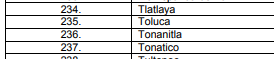 234. Tlatlaya
235. Toluca
236. Tonanitla
237. Tonatico